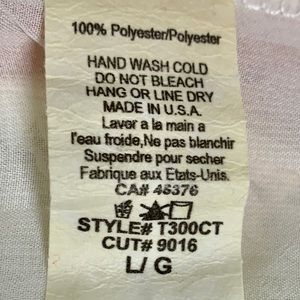 100% Polyester/Polyester
HAND WASH COLD
DO NOT BLEACH
HANG OR LINE DRY
MADE IN U.S.A.
Laver a la main a
l'eau froide,Ne pas blanchir
Suspendre pour secher
Fabrique aux Etats-Unis.
CA# 46376
STYLE# T300CT
CUT# 9016
L/ G